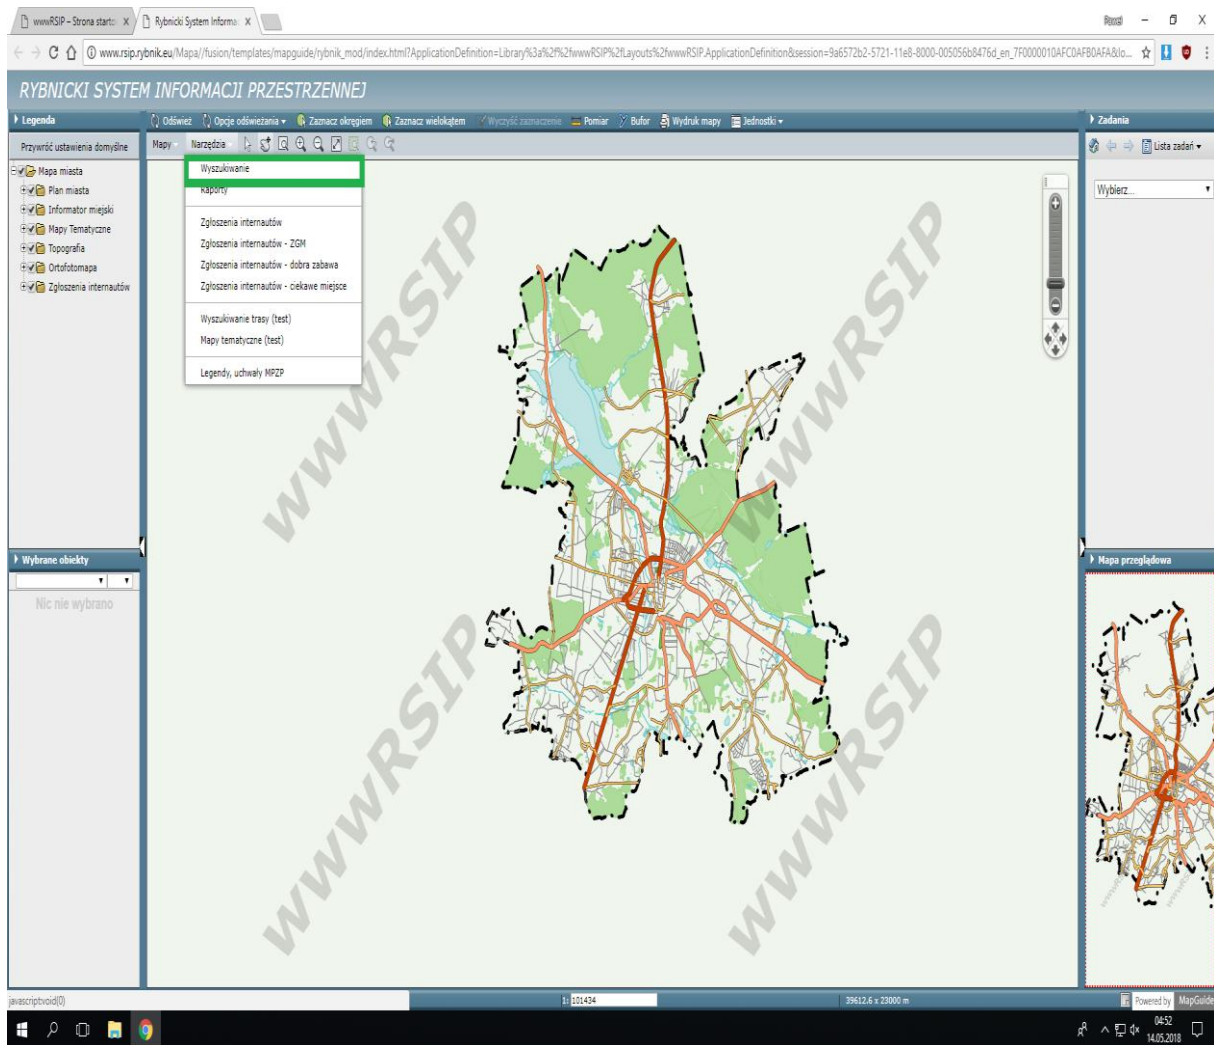 wwwRSIP – Strona starto X
Rybnicki System Informa X
www.rsip.rybnik.eu/Mapa//fusion/templates/mapguide/rybnik_mod/index.html?ApplicationDefinition=Library%3a%2f%2fwwwRSIP%2fLayouts%2fwwwRSIP.ApplicationDefinition&session=9a6572b2-5721-11e8-8000-005056b8476d_en_7F0000010AFC0AFB0AFA&lo...
RYBNICKI SYSTEM INFORMACJI PRZESTRZENNEJ
Legenda
Odśwież Opcje odświeżania Zaznacz okręgiem Zaznacz wielokątem Wyczyść zaznaczenie Pomiar Bufor Wydruk mapy Jednostki
Zadania
Przywróć ustawienia domyślne
Mapy Narzędzia
Lista zadań
Mapa miasta
Plan miasta
Informator miejski
Mapy Tematyczne
Topografia
Ortofotomapa
Zgłoszenia internautów
Wyszukiwanie
Raporty
Zgłoszenia internautów
Zgłoszenia internautów - ZGM
Zgłoszenia internautów - dobra zabawa
Zgłoszenia internautów - ciekawe miejsce
Wyszukiwanie trasy (test)
Mapy tematyczne (test)
Legendy, uchwały MPZP
Wybierz...
wwwRSIP
wwwRSIP
wwwRSIP
wwwRSIP
Wybrane obiekty
Nic nie wybrano
Mapa przeglądowa
javascript:void(0)
1: 101434
39612.6 x 23000 m
Powered by MapGuide
04:52
14.05.2018